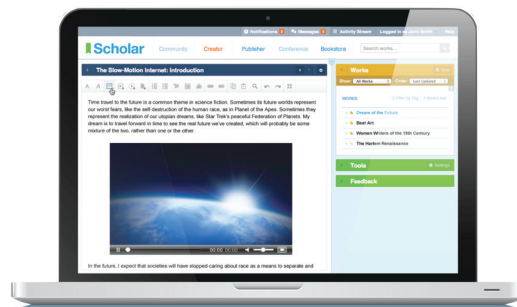 Notifications Messages Activity Stream Logged in as John Smith Help
Scholar Community Creator Publisher Conference Bookstore Search works...
The Slow-Motion Internet: Introduction
Time travel to the future is a common theme in science fiction. Sometimes its future worlds represent
our worst fears, like the self-destruction of the human race, as in Planet of the Apes. Sometimes they
represent the realization of our utopian dreams, like Star Trek's peaceful Federation of Planets. My
dream is to travel forward in time to see the real future we've created, which will probably be some
mixture of the two, rather than one or the other.
00:00 00:00
In the future, I expect that societies will have stopped caring about race as a means to separate and
Works
Show All Works Order Last Updated
WORKS
Dream of the Future
Beat Art
Women Writers of the 19th Century
The Harlem Renaissance
Tools Settings
Feedback